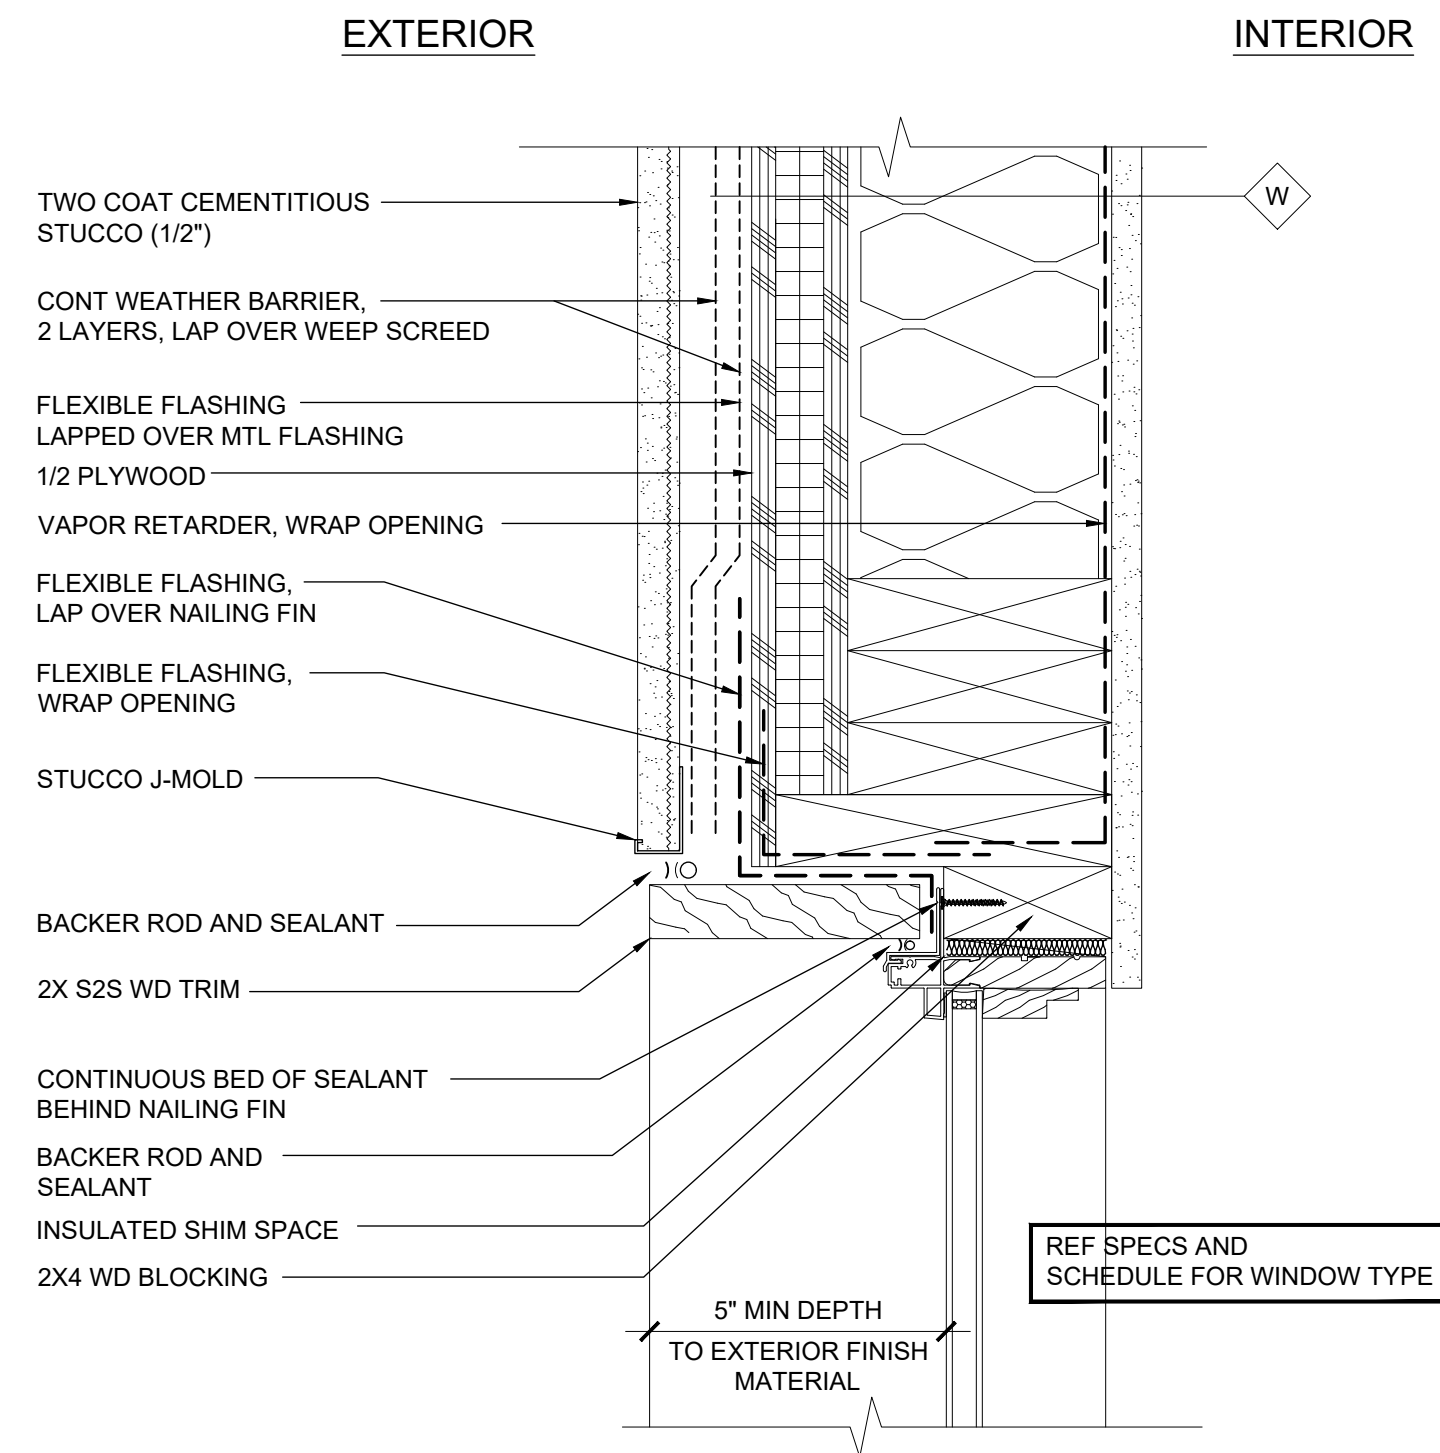 EXTERIOR
INTERIOR
W
TWO COAT CEMENTITIOUS
STUCCO (1/2")
CONT WEATHER BARRIER,
2 LAYERS, LAP OVER WEEP SCREED
FLEXIBLE FLASHING
LAPPED OVER MTL FLASHING
1/2 PLYWOOD
VAPOR RETARDER, WRAP OPENING
FLEXIBLE FLASHING,
LAP OVER NAILING FIN
FLEXIBLE FLASHING,
WRAP OPENING
STUCCO J-MOLD
BACKER ROD AND SEALANT
2X S2S WD TRIM
CONTINUOUS BED OF SEALANT
BEHIND NAILING FIN
BACKER ROD AND
SEALANT
INSULATED SHIM SPACE
2X4 WD BLOCKING
REF SPECS AND
SCHEDULE FOR WINDOW TYPE
5" MIN DEPTH
TO EXTERIOR FINISH
MATERIAL